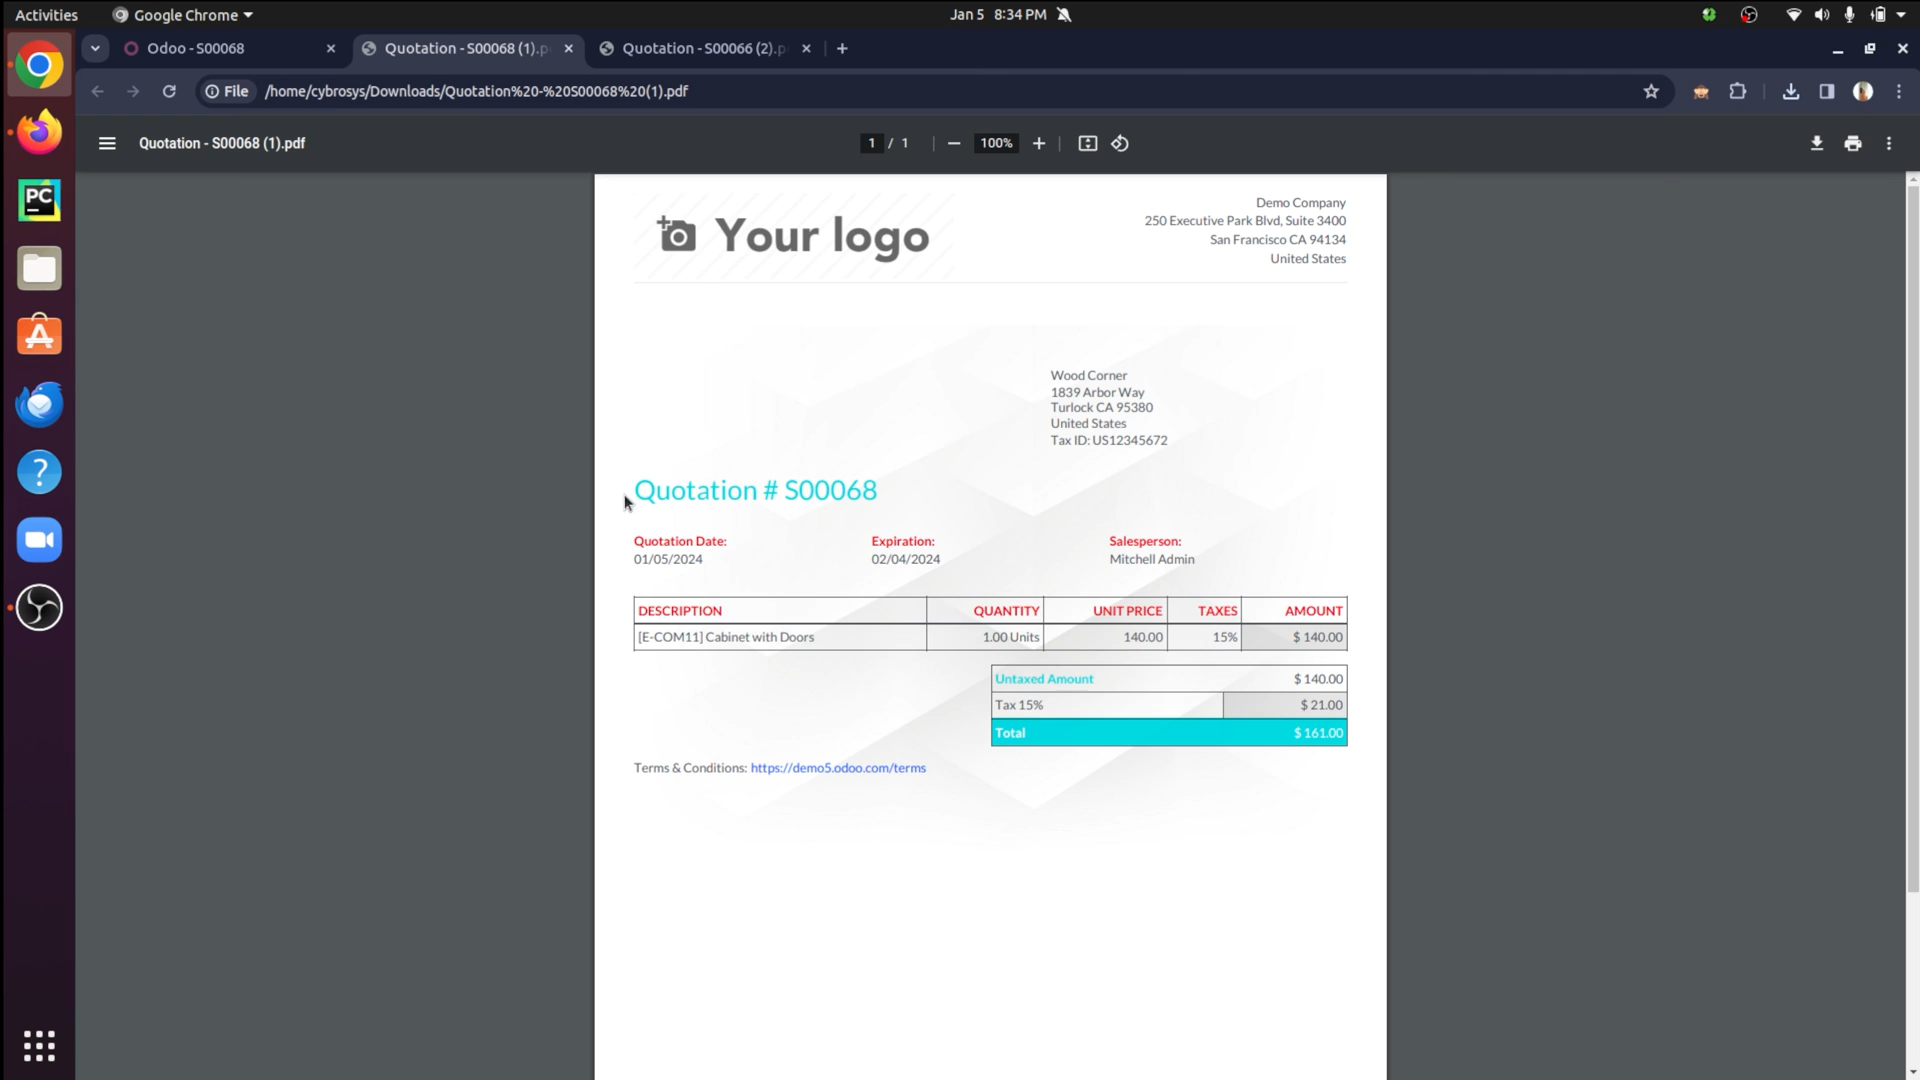 Activities Google Chrome Jan 5 8:34 PM
Odoo - S00068 Quotation - S00068 (1).p Quotation - S00066 (2).p
File /home/cybrosys/Downloads/Quotation%20-%20S00068%20(1).pdf
Quotation - S00068 (1).pdf 1 / 1 100%
PC
Your logo
Demo Company
250 Executive Park Blvd, Suite 3400
San Francisco CA 94134
United States
Wood Corner
1839 Arbor Way
Turlock CA 95380
United States
Tax ID: US12345672
Quotation # S00068
Quotation Date: Expiration: Salesperson:
01/05/2024 02/04/2024 Mitchell Admin
DESCRIPTION QUANTITY UNIT PRICE TAXES AMOUNT
[E-COM11] Cabinet with Doors 1.00 Units 140.00 15% $ 140.00
Untaxed Amount $ 140.00
Tax 15% $ 21.00
Total $ 161.00
Terms & Conditions: https://demo5.odoo.com/terms